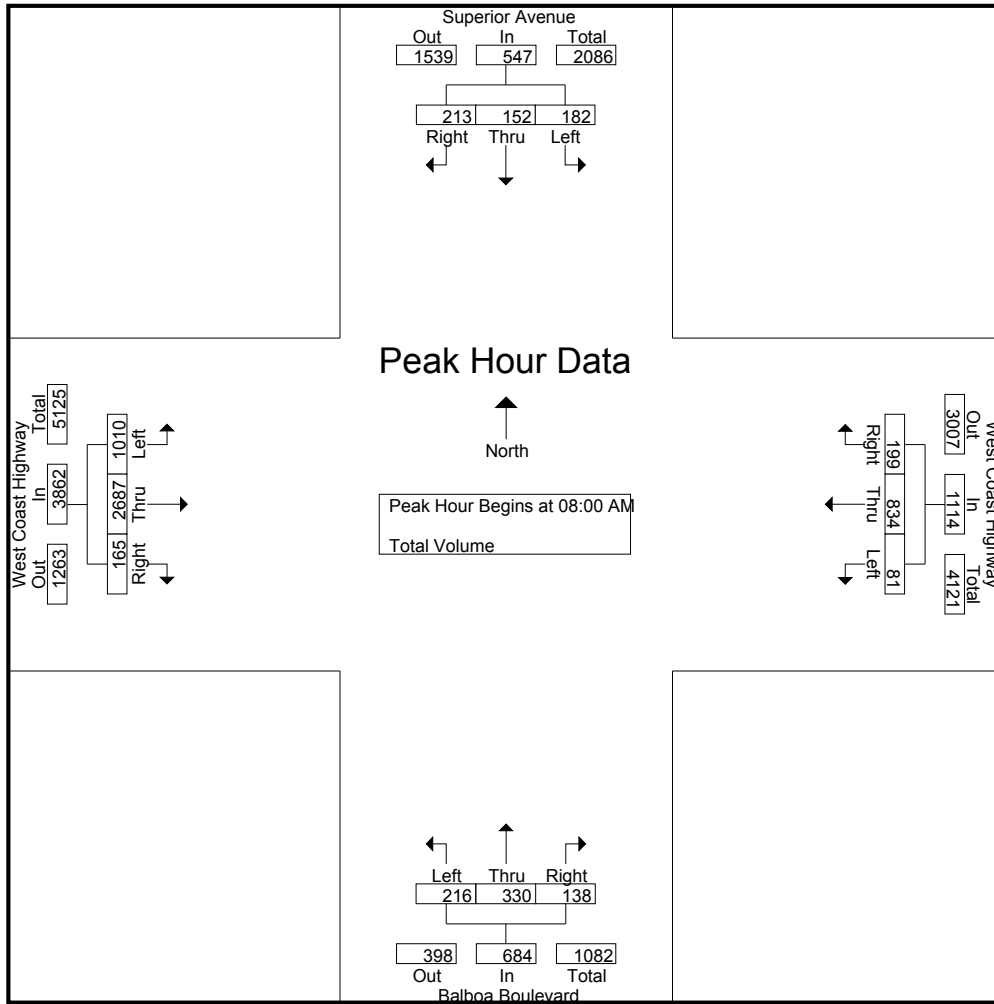 Superior Avenue
Out In Total
1539 547 2086
213 152 182
Right Thru Left
Peak Hour Data
North
Peak Hour Begins at 08:00 AM
Total Volume
West Coast Highway
Total In Out
5125 3862 1263
1010 2687 165
Left Thru Right
West Coast Highway
Out In Total
3007 1114 4121
199 834 81
Right Thru Left
Left Thru Right
216 330 138
398 684 1082
Out In Total
Balboa Boulevard